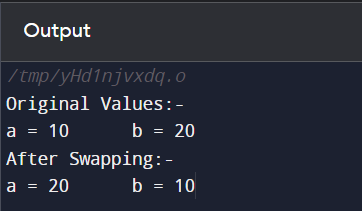 Output
/tmp/yHd1njvxdq.o
Original Values:-
a = 10      b = 20
After Swapping:-
a = 20      b = 10